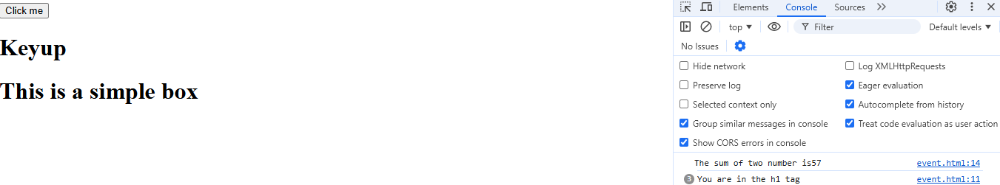 Click me
Keyup
This is a simple box
Elements Console Sources
top Filter Default levels
No Issues
Hide network Log XMLHttpRequests
Preserve log Eager evaluation
Selected context only Autocomplete from history
Group similar messages in console Treat code evaluation as user action
Show CORS errors in console
The sum of two number is57 event.html:14
3 You are in the h1 tag event.html:11